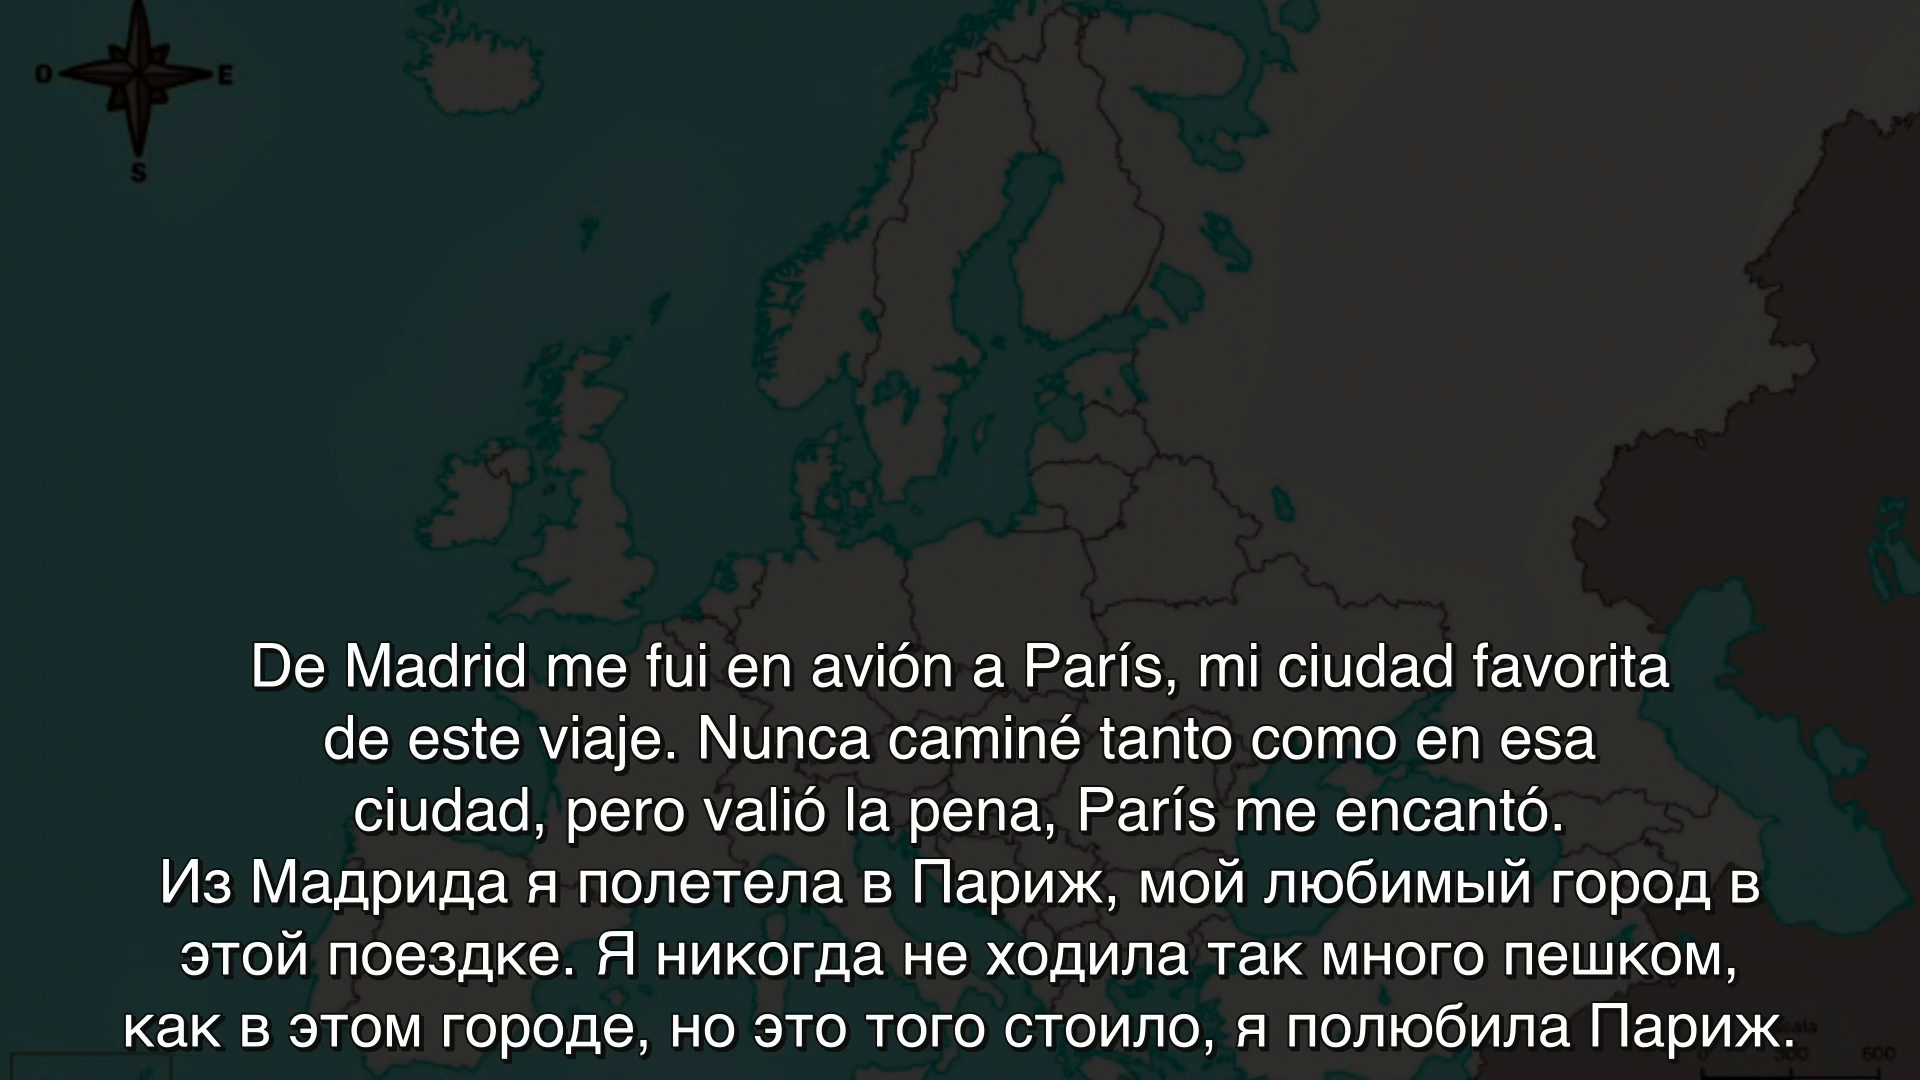 O
E
S
De Madrid me fui en avión a París, mi ciudad favorita
de este viaje. Nunca caminé tanto como en esa
ciudad, pero valió la pena, París me encantó.
Из Мадрида я полетела в Париж, мой любимый город в
этой поездке. Я никогда не ходила так много пешком,
как в этом городе, но это того стоило, я полюбила Париж.
300
600